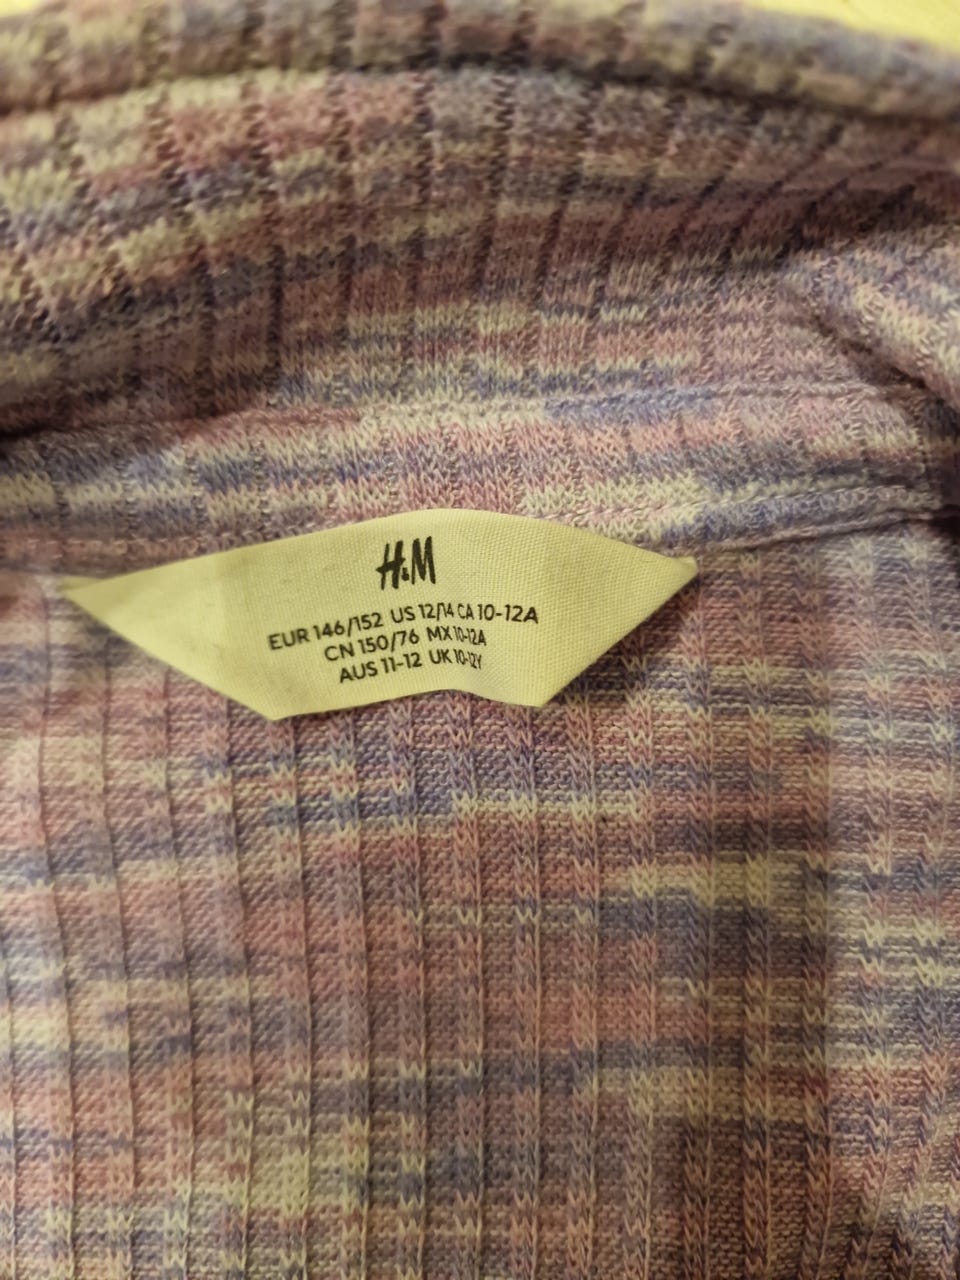 H&M
EUR 146/152 US 12/14 CA 10-12A
CN 150/76 MX 10-12A
AUS 11-12 UK 10-12Y